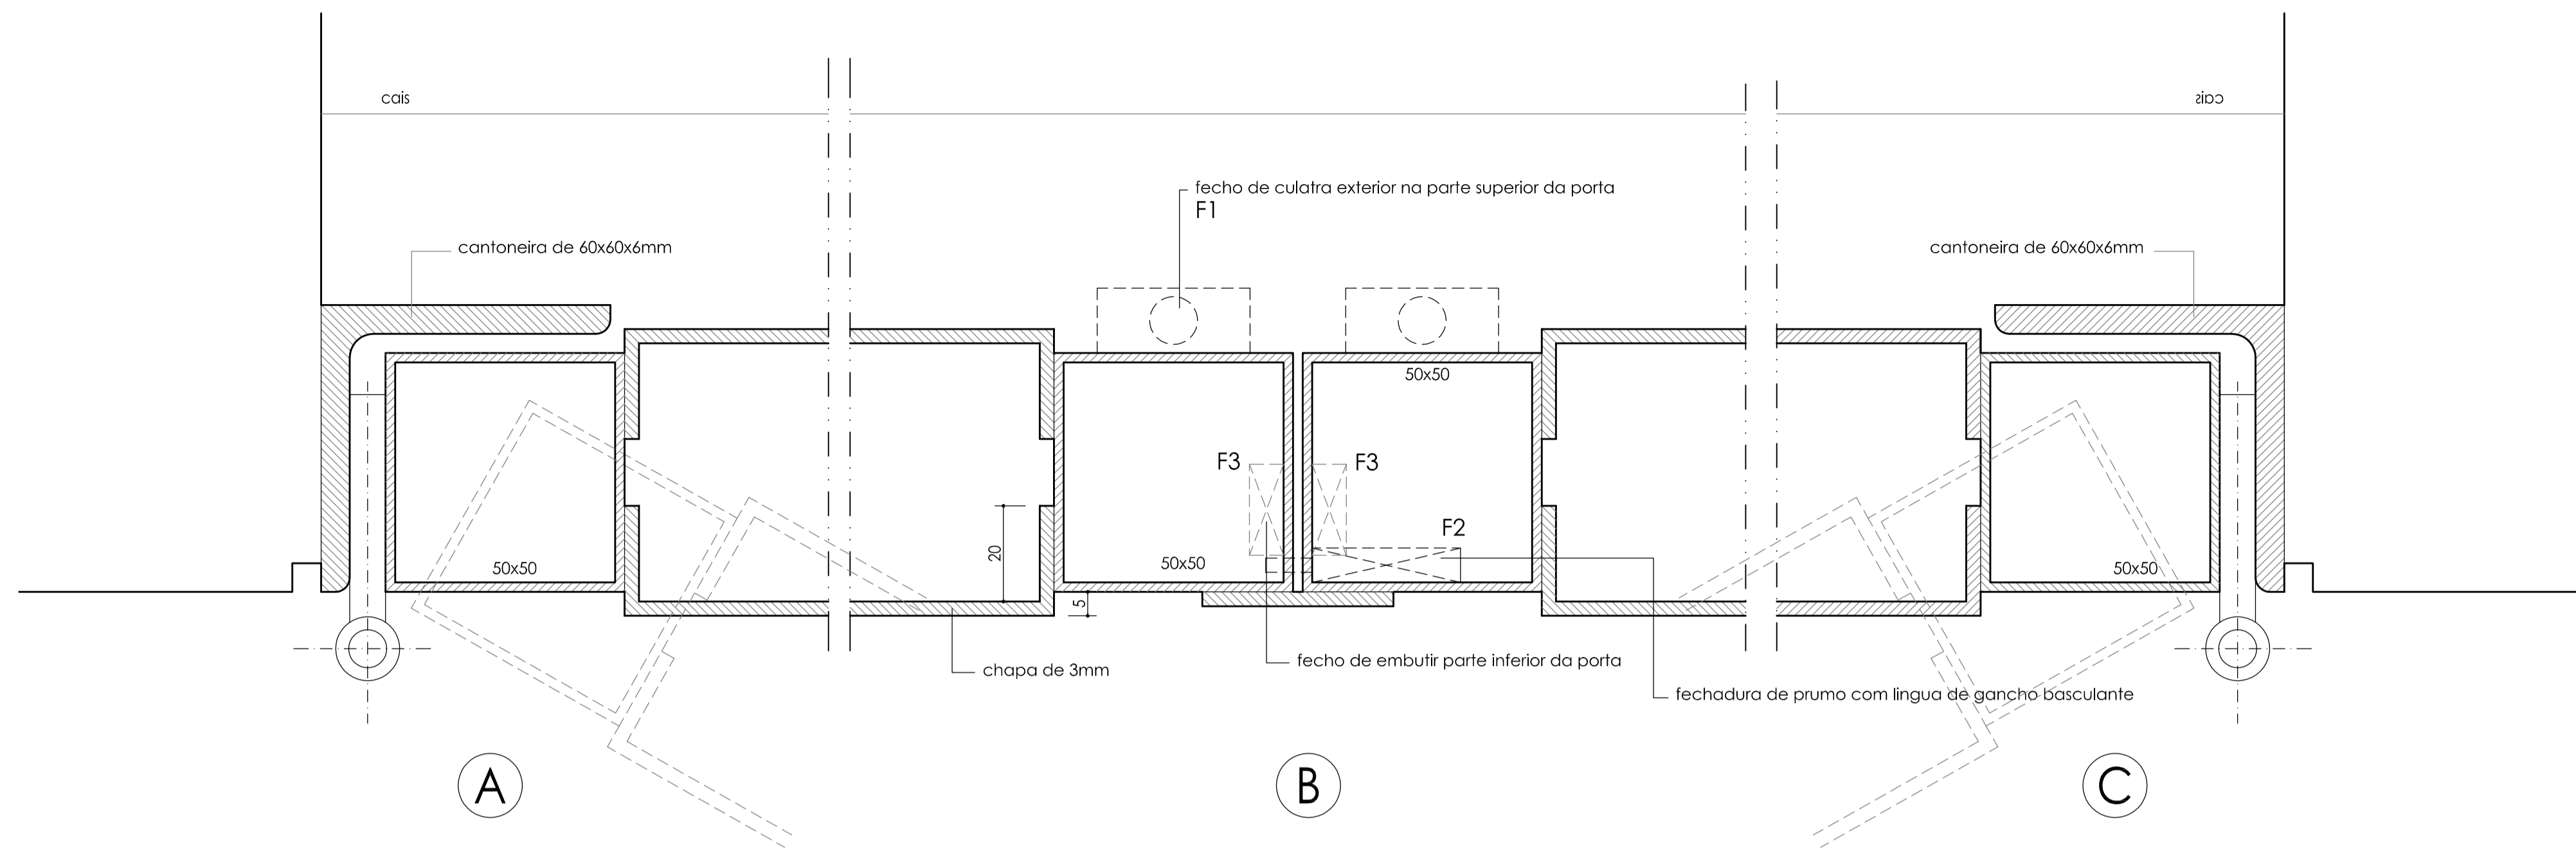 cais
cais
fecho de culatra exterior na parte superior da porta
F1
cantoneira de 60x60x6mm
cantoneira de 60x60x6mm
50x50
F3
F3
F2
20
50x50
50x50
50x50
5
fecho de embutir parte inferior da porta
chapa de 3mm
fechadura de prumo com lingua de gancho basculante
A
B
C